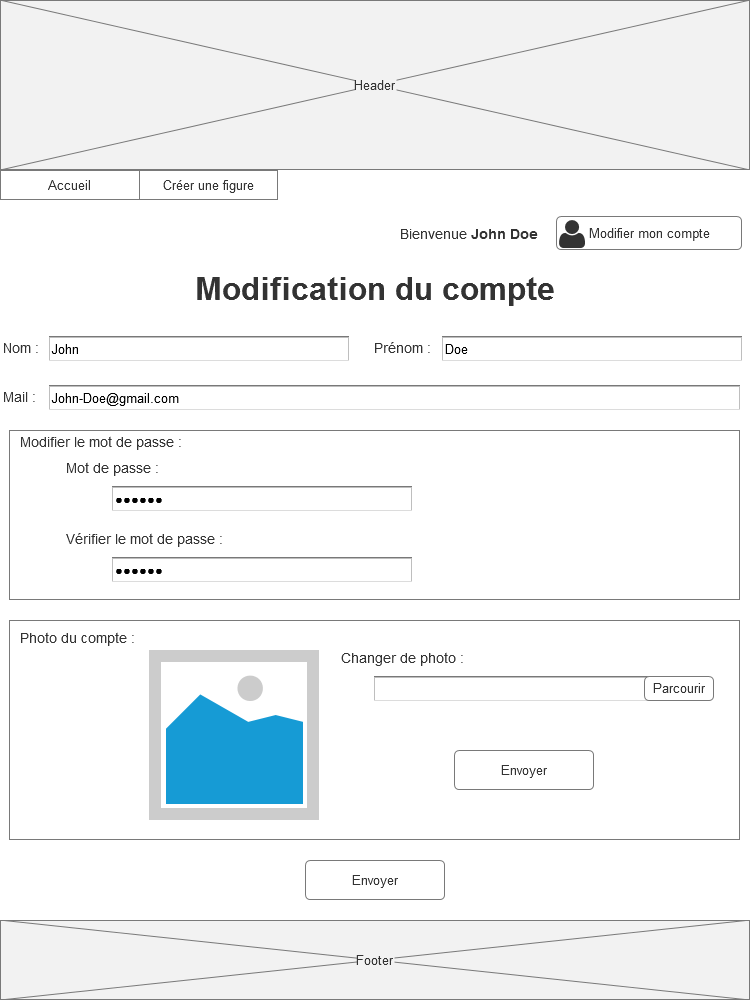 Header
Accueil
Créer une figure
Bienvenue John Doe
Modifier mon compte
Modification du compte
Nom :
John
Prénom :
Doe
Mail :
John-Doe@gmail.com
Modifier le mot de passe :
Mot de passe :
••••••
Vérifier le mot de passe :
••••••
Photo du compte :
Changer de photo :
Parcourir
Envoyer
Envoyer
Footer